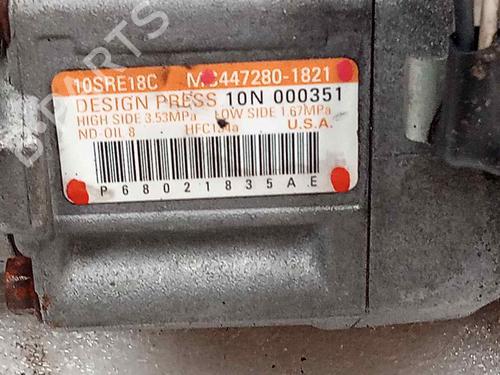 10SRE18C MC447280-1821
DESIGN PRESS 10N 000351
HIGH SIDE 3.53MPa LOW SIDE 1.67MPa
ND-OIL 8 HFC134a U.S.A.
P68021835AE